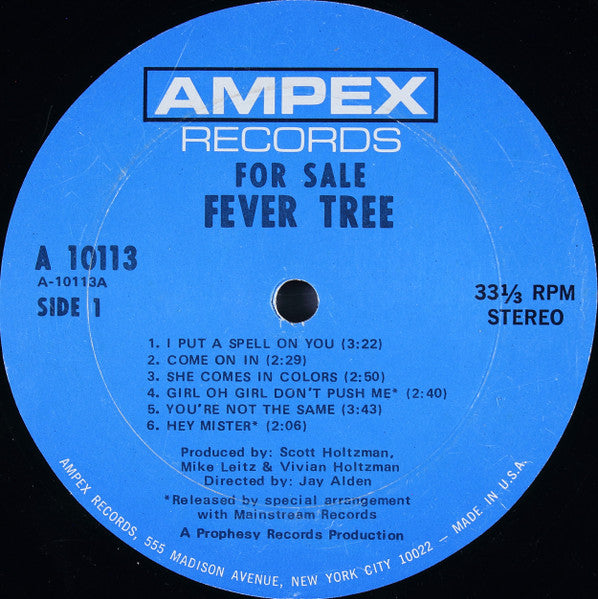 AMPEX
RECORDS
FOR SALE
FEVER TREE
A 10113
A-10113A
SIDE 1
33⅓ RPM
STEREO
1. I PUT A SPELL ON YOU (3:22)
2. COME ON IN (2:29)
3. SHE COMES IN COLORS (2:50)
4. GIRL OH GIRL DON'T PUSH ME* (2:40)
5. YOU'RE NOT THE SAME (3:43)
6. HEY MISTER* (2:06)
Produced by: Scott Holtzman,
Mike Leitz & Vivian Holtzman
Directed by: Jay Alden
*Released by special arrangement
with Mainstream Records
A Prophesy Records Production
AMPEX RECORDS, 555 MADISON AVENUE, NEW YORK CITY 10022 – MADE IN U.S.A.